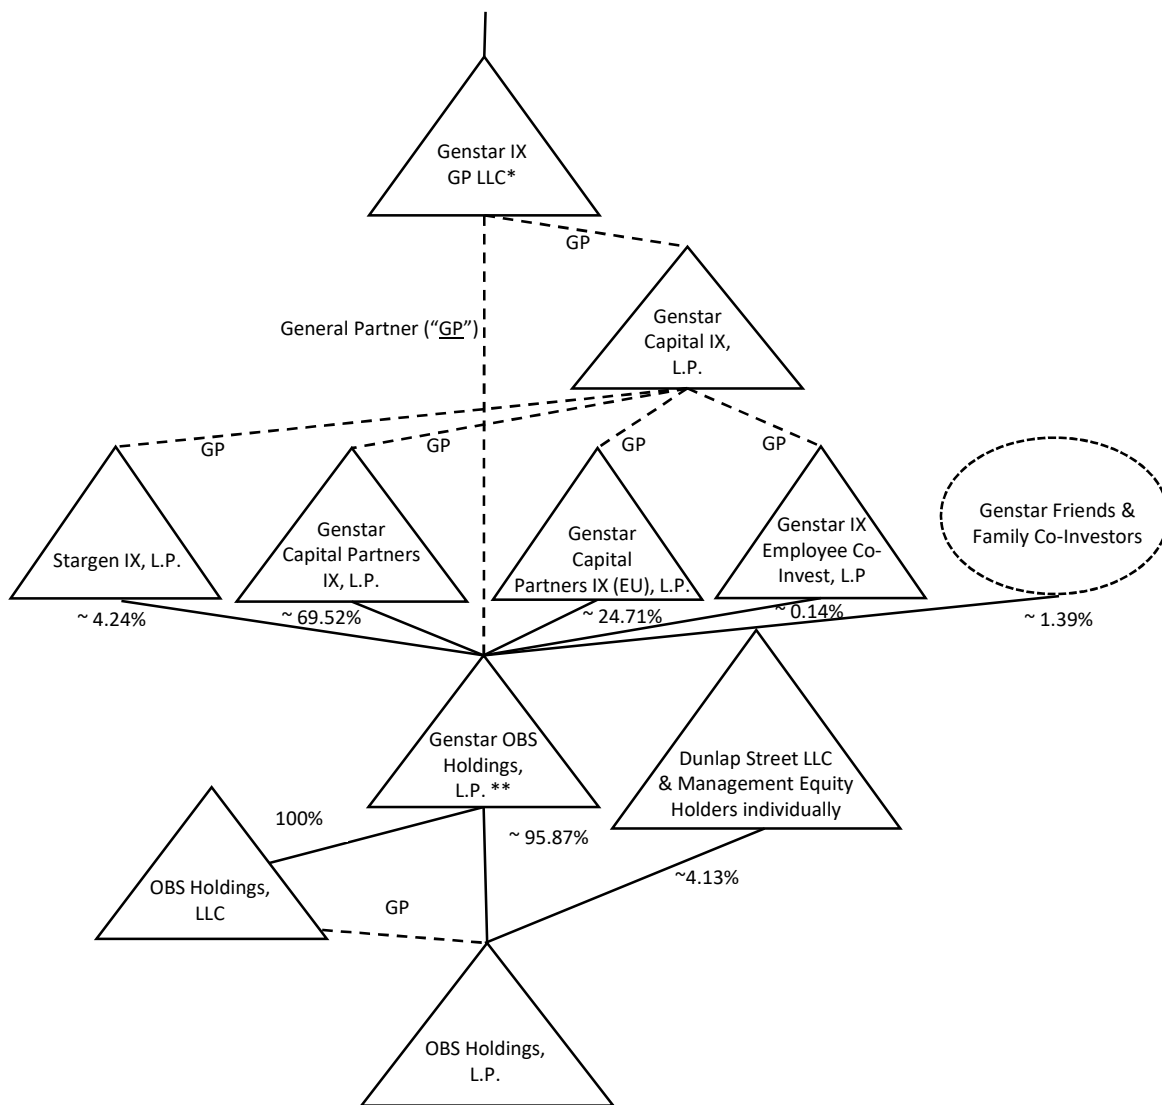 Genstar IX
GP LLC*
GP
General Partner (“GP”)
Genstar
Capital IX,
L.P.
GP
GP
GP
GP
Stargen IX, L.P.
Genstar
Capital Partners
IX, L.P.
Genstar
Capital
Partners IX (EU), L.P.
Genstar IX
Employee Co-
Invest, L.P
Genstar Friends &
Family Co-Investors
~ 4.24%
~ 69.52%
~ 24.71%
~ 0.14%
~ 1.39%
Genstar OBS
Holdings,
L.P. **
Dunlap Street LLC
& Management Equity
Holders individually
100%
~ 95.87%
~4.13%
OBS Holdings,
LLC
GP
OBS Holdings,
L.P.